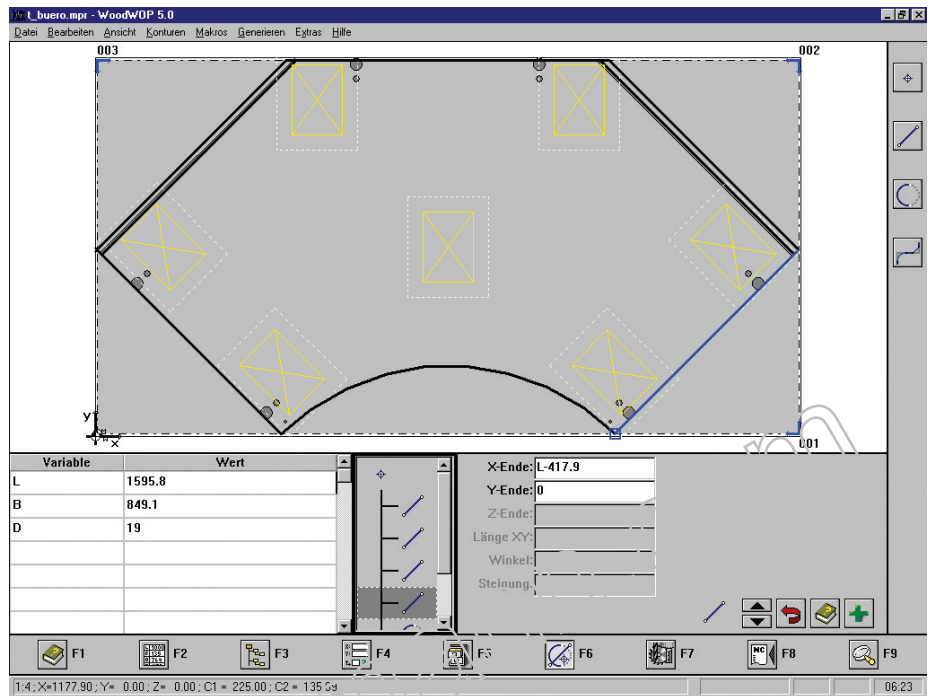 t_buero.mpr - WoodWOP 5.0
Datei Bearbeiten Ansicht Konturen Makros Generieren Extras Hilfe
003 002
Y
X 001
Variable Wert
L 1595.8
B 849.1
D 19
X-Ende: L-417.9
Y-Ende: 0
Z-Ende:
Länge XY:
Winkel:
Steigung:
F1 F2 F3 F4 F5 F6 NC F7 F8 F9
1:4; X=1177.90; Y= 0.00; Z= 0.00; C1 = 225.00; C2 = 135 06:23